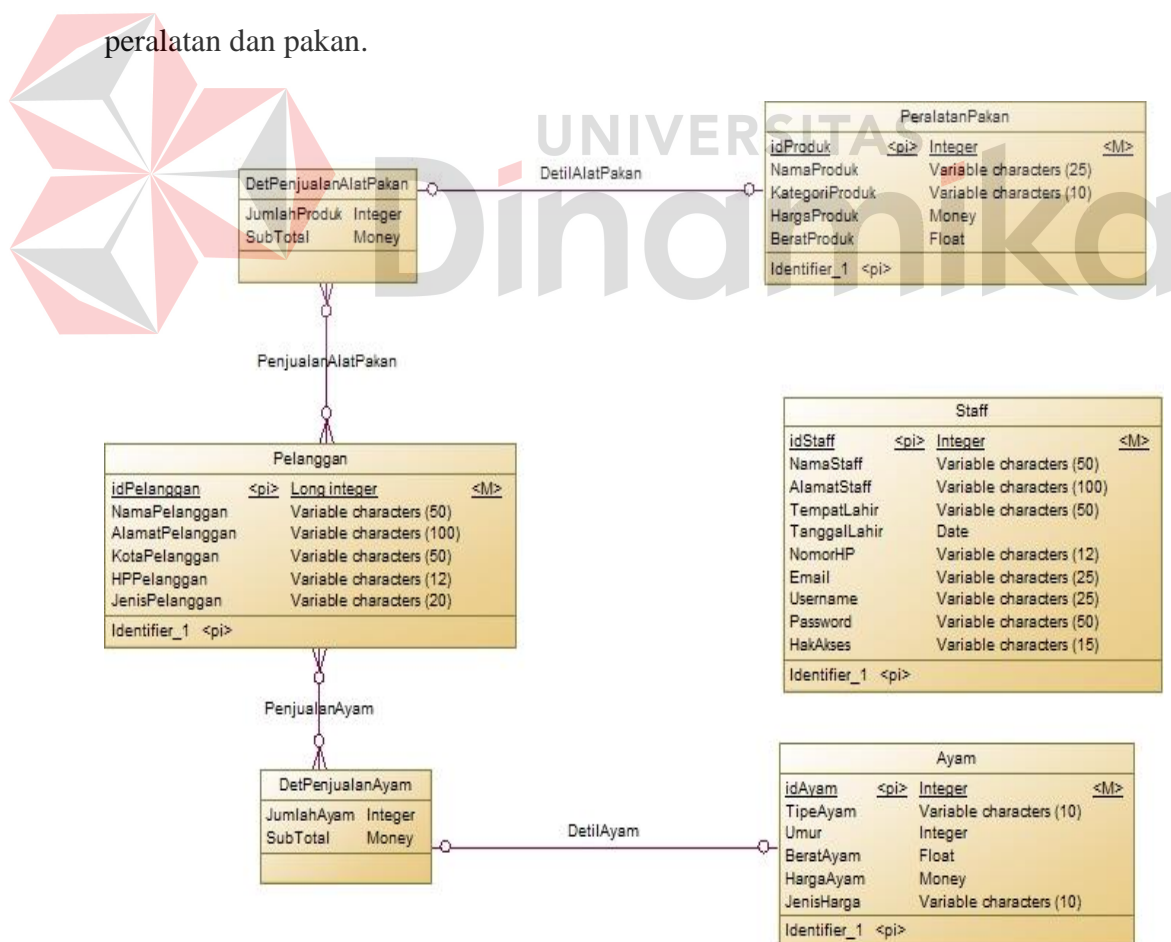 peralatan dan pakan.
UNIVERSITAS
Dinamika
PeralatanPakan
idProduk <pi> Integer <M>
NamaProduk Variable characters (25)
KategoriProduk Variable characters (10)
HargaProduk Money
BeratProduk Float
Identifier_1 <pi>
DetilAlatPakan
DetPenjualanAlatPakan
JumlahProduk Integer
SubTotal Money
PenjualanAlatPakan
Pelanggan
idPelanggan <pi> Long integer <M>
NamaPelanggan Variable characters (50)
AlamatPelanggan Variable characters (100)
KotaPelanggan Variable characters (50)
HPPelanggan Variable characters (12)
JenisPelanggan Variable characters (20)
Identifier_1 <pi>
Staff
idStaff <pi> Integer <M>
NamaStaff Variable characters (50)
AlamatStaff Variable characters (100)
TempatLahir Variable characters (50)
TanggalLahir Date
NomorHP Variable characters (12)
Email Variable characters (25)
Username Variable characters (25)
Password Variable characters (50)
HakAkses Variable characters (15)
Identifier_1 <pi>
PenjualanAyam
DetPenjualanAyam
JumlahAyam Integer
SubTotal Money
DetilAyam
Ayam
idAyam <pi> Integer <M>
TipeAyam Variable characters (10)
Umur Integer
BeratAyam Float
HargaAyam Money
JenisHarga Variable characters (10)
Identifier_1 <pi>